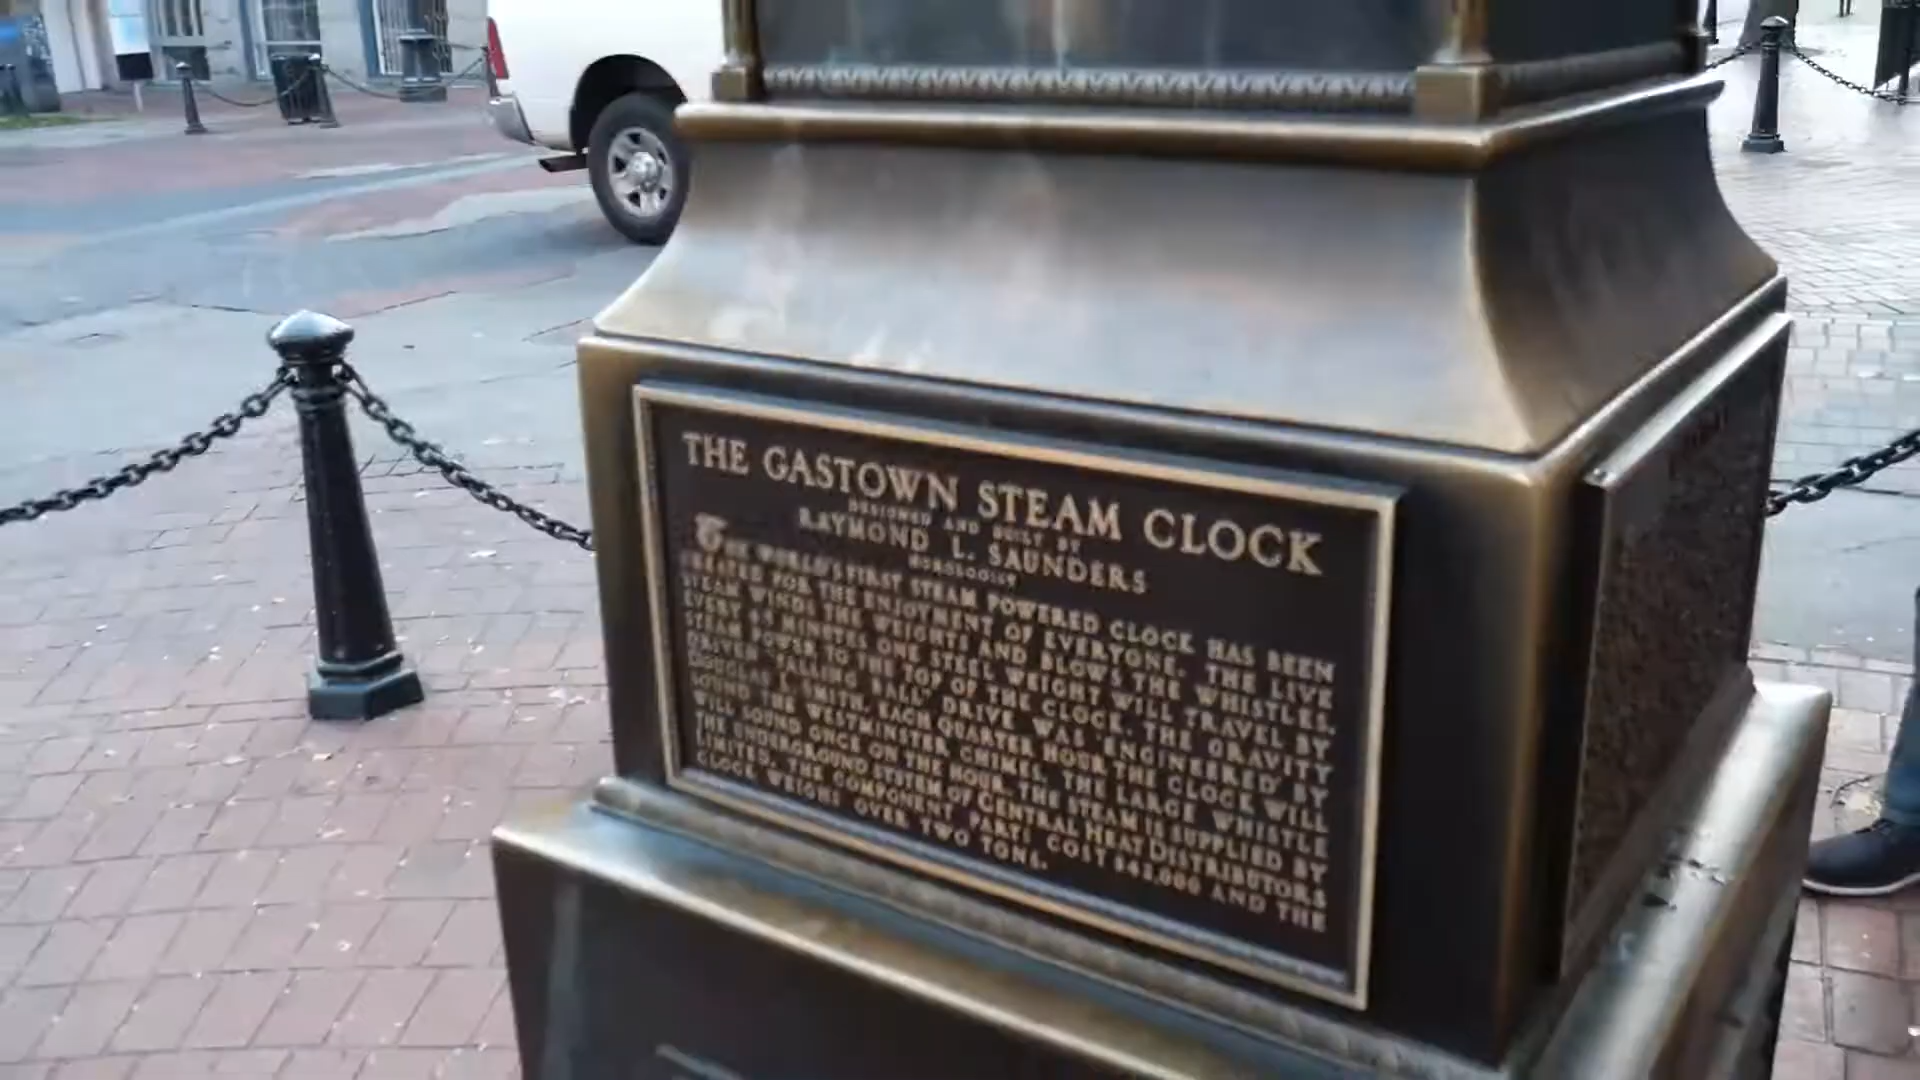 THE GASTOWN STEAM CLOCK
DESIGNED AND BUILT BY
RAYMOND L. SAUNDERS
HOROLOGIST
THE WORLD'S FIRST STEAM POWERED CLOCK HAS BEEN
CREATED FOR THE ENJOYMENT OF EVERYONE. THE LIVE
STEAM WINDS THE WEIGHTS AND BLOWS THE WHISTLES.
EVERY MINUTES ONE STEEL WEIGHT WILL TRAVEL BY
STEAM POWER TO THE TOP OF THE CLOCK. THE GRAVITY
DRIVEN "FALLING BALL" DRIVE WAS ENGINEERED BY
DOUGLAS L. SMITH. EACH QUARTER HOUR THE CLOCK WILL
SOUND THE WESTMINSTER CHIMES. THE LARGE WHISTLE
WILL SOUND ONCE ON THE HOUR. THE STEAM IS SUPPLIED BY
THE UNDERGROUND SYSTEM OF CENTRAL HEAT DISTRIBUTORS
LIMITED. THE COMPONENT PARTS COST $42,000 AND THE
CLOCK WEIGHS OVER TWO TONS.